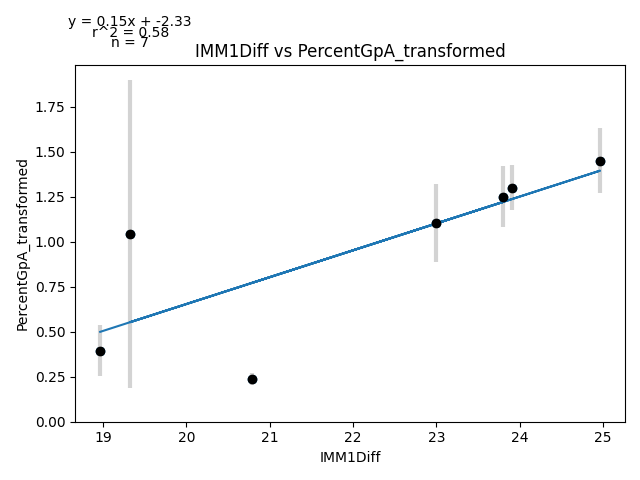 y = 0.15x + -2.33
r^2 = 0.58
n = 7
IMM1Diff vs PercentGpA_transformed
PercentGpA_transformed
1.75
1.50
1.25
1.00
0.75
0.50
0.25
0.00
19 20 21 22 23 24 25
IMM1Diff